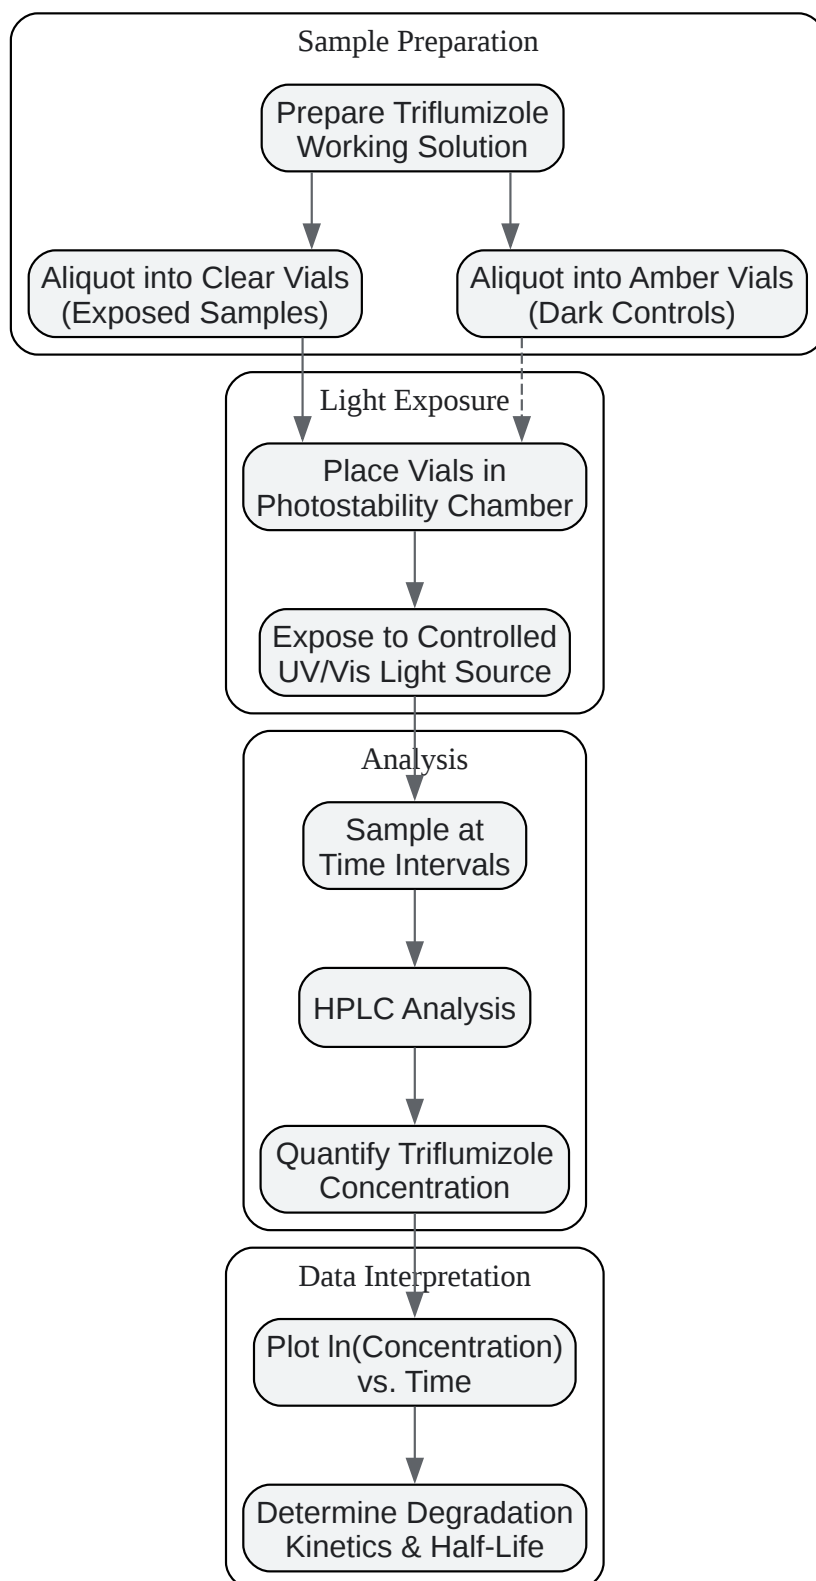 Sample Preparation
Prepare Triflumizole
Working Solution
Aliquot into Clear Vials
(Exposed Samples)
Aliquot into Amber Vials
(Dark Controls)
Light Exposure
Place Vials in
Photostability Chamber
Expose to Controlled
UV/Vis Light Source
Analysis
Sample at
Time Intervals
HPLC Analysis
Quantify Triflumizole
Concentration
Data Interpretation
Plot ln(Concentration)
vs. Time
Determine Degradation
Kinetics & Half-Life